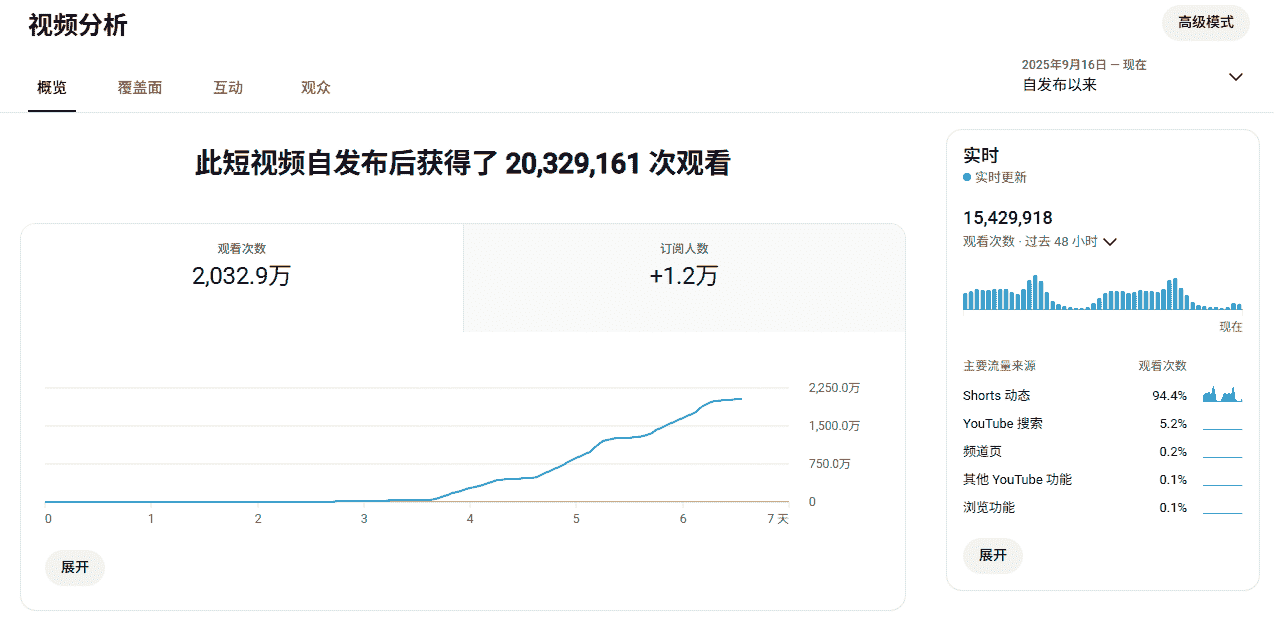 视频分析
高级模式
概览 覆盖面 互动 观众
2025年9月16日 – 现在
自发布以来
此短视频自发布后获得了 20,329,161 次观看
观看次数
2,032.9万
订阅人数
+1.2万
2,250.0万
1,500.0万
750.0万
0
0 1 2 3 4 5 6 7 天
展开
实时
实时更新
15,429,918
观看次数 · 过去 48 小时
现在
主要流量来源 观看次数
Shorts 动态 94.4%
YouTube 搜索 5.2%
频道页 0.2%
其他 YouTube 功能 0.1%
浏览功能 0.1%
展开